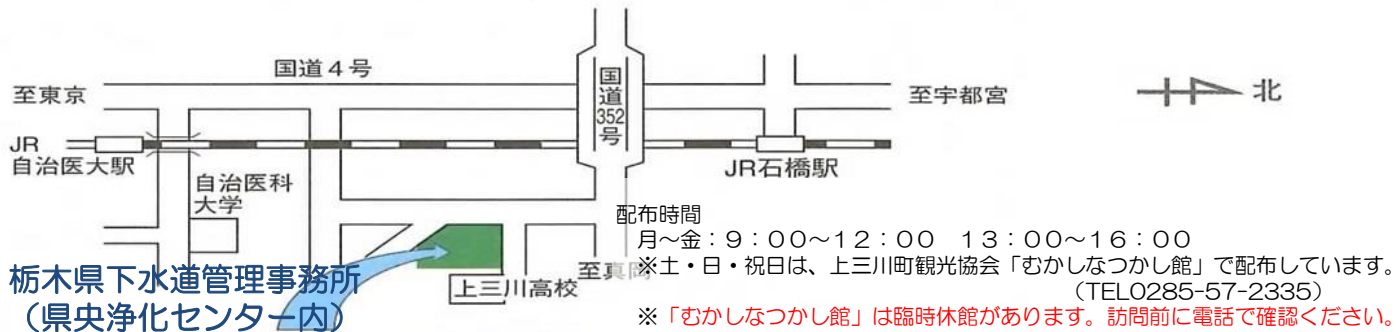 国道４号
国道352号
至東京
至宇都宮
北
JR
自治医大駅
JR石橋駅
自治医科
大学
配布時間
月～金：９：００～１２：００　１３：００～１６：００
至真岡
※土・日・祝日は、上三川町観光協会「むかしなつかし館」で配布しています。
（TEL0285-57-2335）
※「むかしなつかし館」は臨時休館があります。訪問前に電話で確認ください。
上三川高校
栃木県下水道管理事務所
（県央浄化センター内）